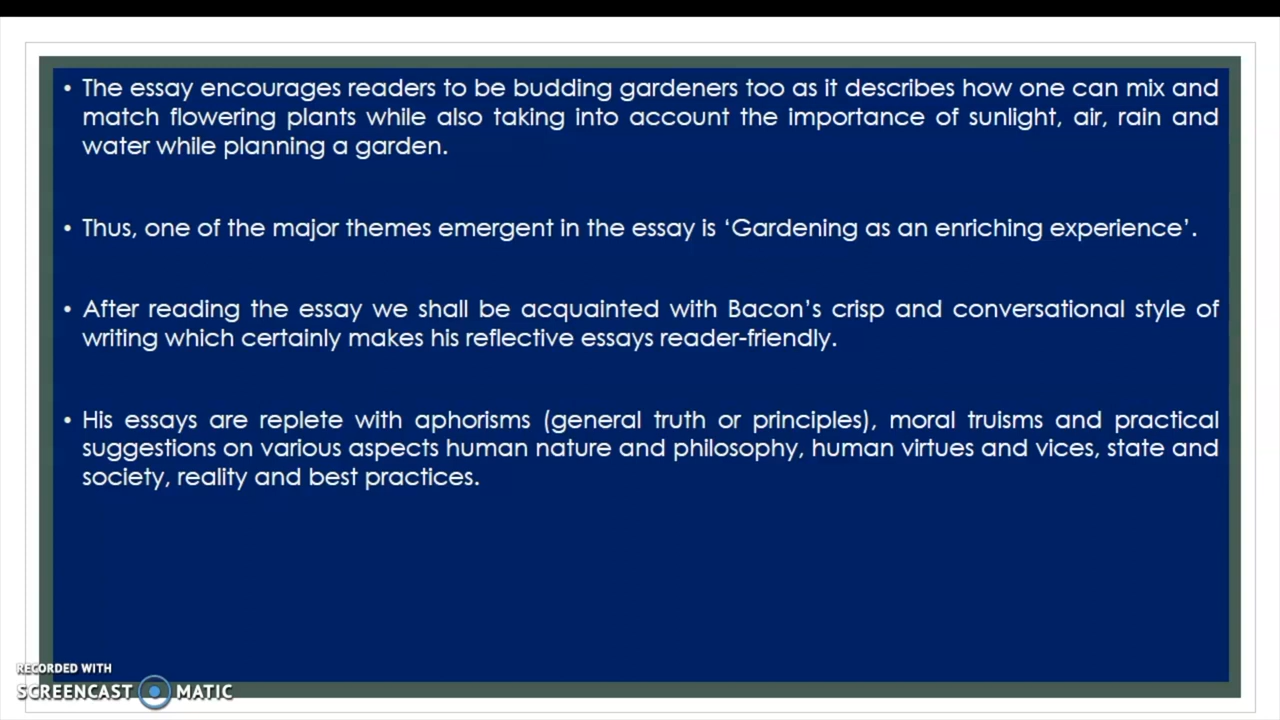 • The essay encourages readers to be budding gardeners too as it describes how one can mix and
match flowering plants while also taking into account the importance of sunlight, air, rain and
water while planning a garden.
• Thus, one of the major themes emergent in the essay is ‘Gardening as an enriching experience’.
• After reading the essay we shall be acquainted with Bacon’s crisp and conversational style of
writing which certainly makes his reflective essays reader-friendly.
• His essays are replete with aphorisms (general truth or principles), moral truisms and practical
suggestions on various aspects human nature and philosophy, human virtues and vices, state and
society, reality and best practices.
RECORDED WITH
SCREENCAST MATIC